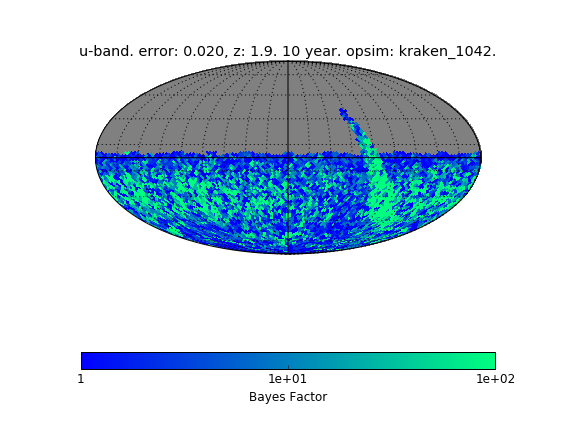 u-band. error: 0.020, z: 1.9. 10 year. opsim: kraken_1042.
1 1e+01 1e+02
Bayes Factor